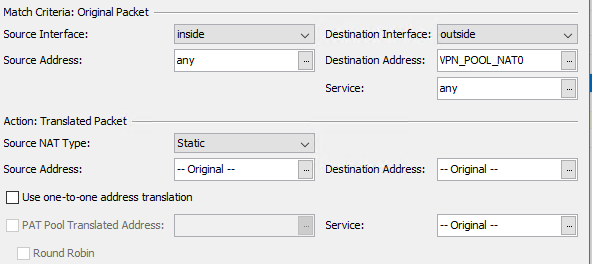 Match Criteria: Original Packet
Source Interface: inside Destination Interface: outside
Source Address: any ... Destination Address: VPN_POOL_NAT0 ...
Service: any ...
Action: Translated Packet
Source NAT Type: Static
Source Address: -- Original -- ... Destination Address: -- Original -- ...
Use one-to-one address translation
PAT Pool Translated Address: ... Service: -- Original -- ...
Round Robin